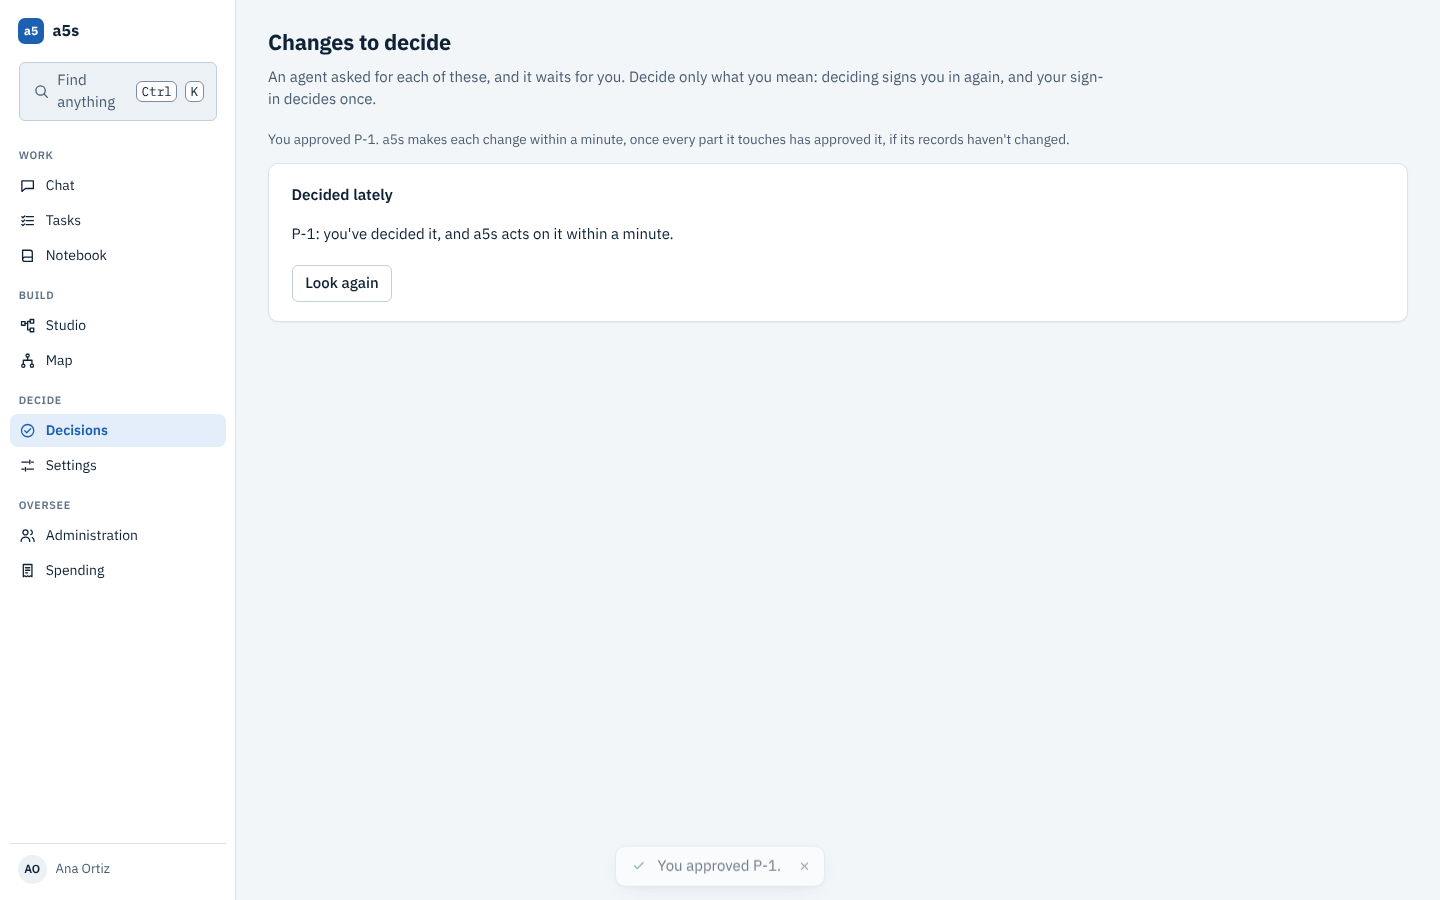 a5 a5s
Find
anything
Ctrl K
WORK
Chat
Tasks
Notebook
BUILD
Studio
Map
DECIDE
Decisions
Settings
OVERSEE
Administration
Spending
AO Ana Ortiz
Changes to decide
An agent asked for each of these, and it waits for you. Decide only what you mean: deciding signs you in again, and your sign-
in decides once.
You approved P-1. a5s makes each change within a minute, once every part it touches has approved it, if its records haven't changed.
Decided lately
P-1: you've decided it, and a5s acts on it within a minute.
Look again
You approved P-1.